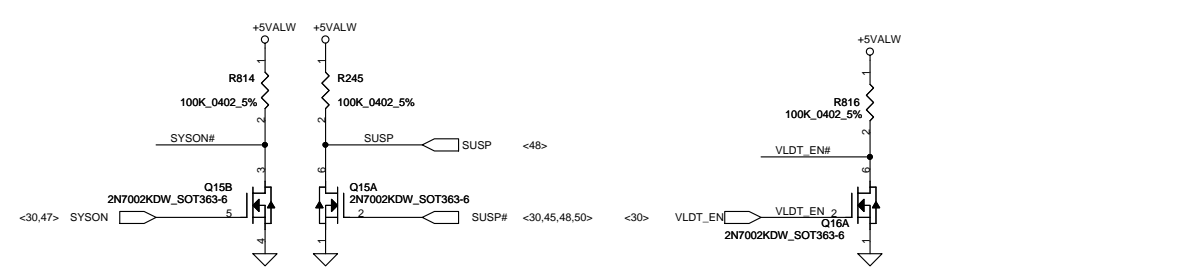 +5VALW +5VALW
+5VALW
1 1
1
R814 R245
R816
100K_0402_5% 100K_0402_5%
100K_0402_5%
2 2
2
SYSON# SUSP SUSP <48>
VLDT_EN#
3 6
6
Q15B Q15A
2N7002KDW_SOT363-6 2N7002KDW_SOT363-6
<30,47> SYSON 5 2 SUSP# <30,45,48,50> <30> VLDT_EN VLDT_EN 2
Q16A
2N7002KDW_SOT363-6
4 1 1